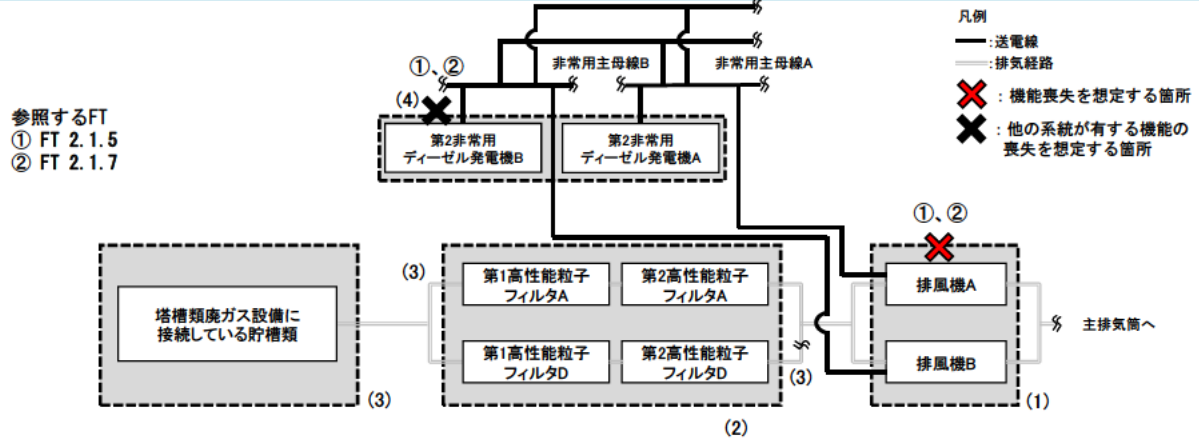 凡例
:送電線
:排気経路
:機能喪失を想定する箇所
:他の系統が有する機能の
喪失を想定する箇所
非常用主母線B
非常用主母線A
①、②
(4)
参照するFT
① FT 2.1.5
② FT 2.1.7
第2非常用
ディーゼル発電機B
第2非常用
ディーゼル発電機A
①、②
(3)
第1高性能粒子
フィルタA
第2高性能粒子
フィルタA
排風機A
塔槽類廃ガス設備に
接続している貯槽類
主排気筒へ
第1高性能粒子
フィルタD
第2高性能粒子
フィルタD
(3)
排風機B
(3)
(2)
(1)